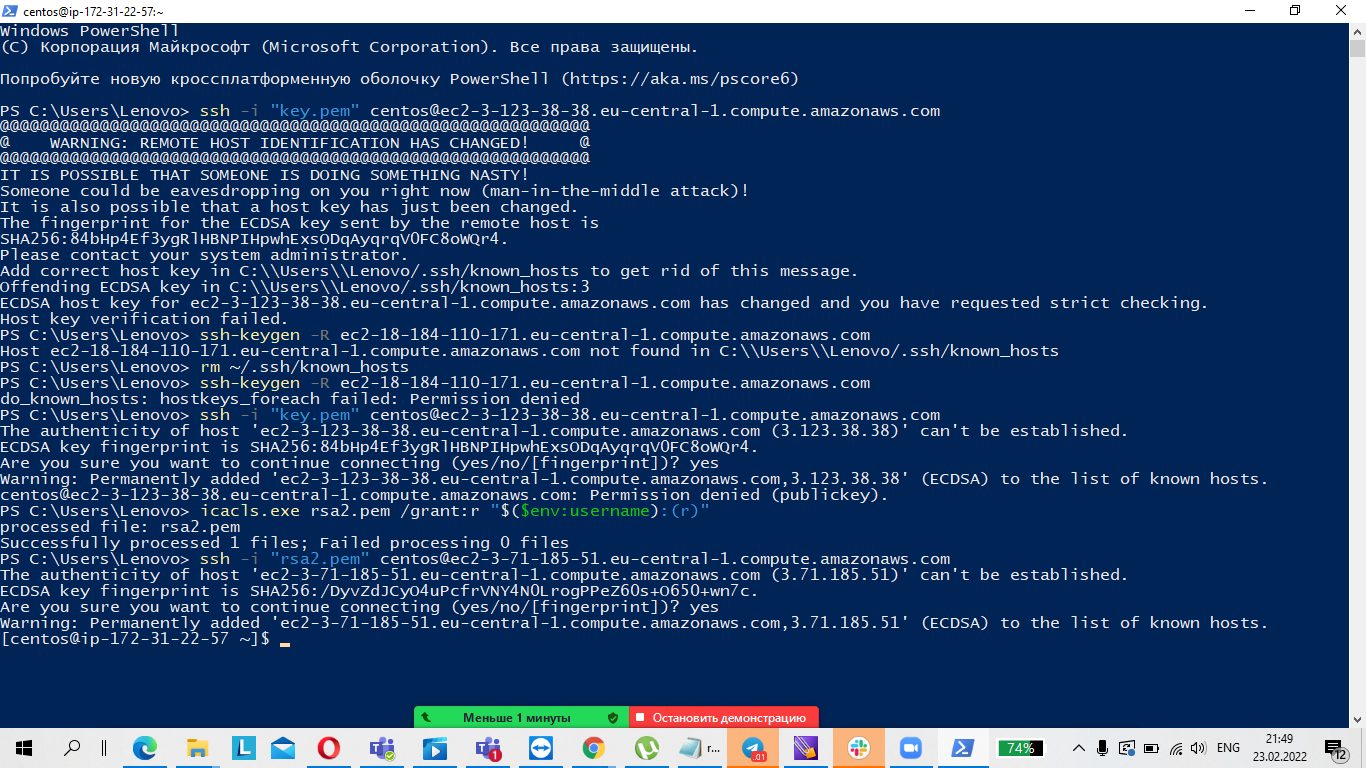 centos@ip-172-31-22-57:~
Windows PowerShell
(C) Корпорация Майкрософт (Microsoft Corporation). Все права защищены.
Попробуйте новую кроссплатформенную оболочку PowerShell (https://aka.ms/pscore6)
PS C:\Users\Lenovo> ssh -i "key.pem" centos@ec2-3-123-38-38.eu-central-1.compute.amazonaws.com
@@@@@@@@@@@@@@@@@@@@@@@@@@@@@@@@@@@@@@@@@@@@@@@@@@@@@@@@@@@
@    WARNING: REMOTE HOST IDENTIFICATION HAS CHANGED!     @
@@@@@@@@@@@@@@@@@@@@@@@@@@@@@@@@@@@@@@@@@@@@@@@@@@@@@@@@@@@
IT IS POSSIBLE THAT SOMEONE IS DOING SOMETHING NASTY!
Someone could be eavesdropping on you right now (man-in-the-middle attack)!
It is also possible that a host key has just been changed.
The fingerprint for the ECDSA key sent by the remote host is
SHA256:84bHp4Ef3ygRlHBNPIHpwhExsODqAyqrqV0FC8oWQr4.
Please contact your system administrator.
Add correct host key in C:\\Users\\Lenovo/.ssh/known_hosts to get rid of this message.
Offending ECDSA key in C:\\Users\\Lenovo/.ssh/known_hosts:3
ECDSA host key for ec2-3-123-38-38.eu-central-1.compute.amazonaws.com has changed and you have requested strict checking.
Host key verification failed.
PS C:\Users\Lenovo> ssh-keygen -R ec2-18-184-110-171.eu-central-1.compute.amazonaws.com
Host ec2-18-184-110-171.eu-central-1.compute.amazonaws.com not found in C:\\Users\\Lenovo/.ssh/known_hosts
PS C:\Users\Lenovo> rm ~/.ssh/known_hosts
PS C:\Users\Lenovo> ssh-keygen -R ec2-18-184-110-171.eu-central-1.compute.amazonaws.com
do_known_hosts: hostkeys_foreach failed: Permission denied
PS C:\Users\Lenovo> ssh -i "key.pem" centos@ec2-3-123-38-38.eu-central-1.compute.amazonaws.com
The authenticity of host 'ec2-3-123-38-38.eu-central-1.compute.amazonaws.com (3.123.38.38)' can't be established.
ECDSA key fingerprint is SHA256:84bHp4Ef3ygRlHBNPIHpwhExsODqAyqrqV0FC8oWQr4.
Are you sure you want to continue connecting (yes/no/[fingerprint])? yes
Warning: Permanently added 'ec2-3-123-38-38.eu-central-1.compute.amazonaws.com,3.123.38.38' (ECDSA) to the list of known hosts.
centos@ec2-3-123-38-38.eu-central-1.compute.amazonaws.com: Permission denied (publickey).
PS C:\Users\Lenovo> icacls.exe rsa2.pem /grant:r "$($env:username):(r)"
processed file: rsa2.pem
Successfully processed 1 files; Failed processing 0 files
PS C:\Users\Lenovo> ssh -i "rsa2.pem" centos@ec2-3-71-185-51.eu-central-1.compute.amazonaws.com
The authenticity of host 'ec2-3-71-185-51.eu-central-1.compute.amazonaws.com (3.71.185.51)' can't be established.
ECDSA key fingerprint is SHA256:/DyvZdJCyO4uPcfrVNY4N0LrogPPeZ6Os+O65O+wn7c.
Are you sure you want to continue connecting (yes/no/[fingerprint])? yes
Warning: Permanently added 'ec2-3-71-185-51.eu-central-1.compute.amazonaws.com,3.71.185.51' (ECDSA) to the list of known hosts.
[centos@ip-172-31-22-57 ~]$
Меньше 1 минуты
Остановить демонстрацию
r...
74%
ENG
21:49
23.02.2022
12